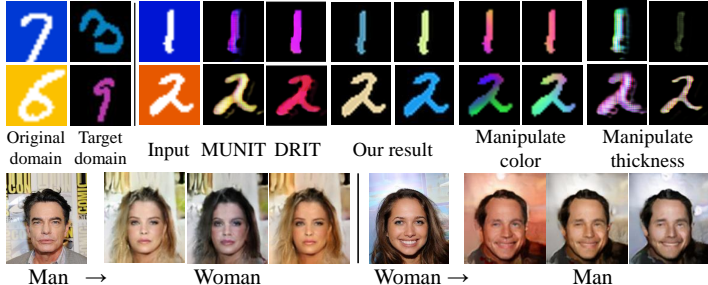 Original
domain
Target
domain
Input
MUNIT
DRIT
Our result
Manipulate
color
Manipulate
thickness
Man → Woman
Woman → Man